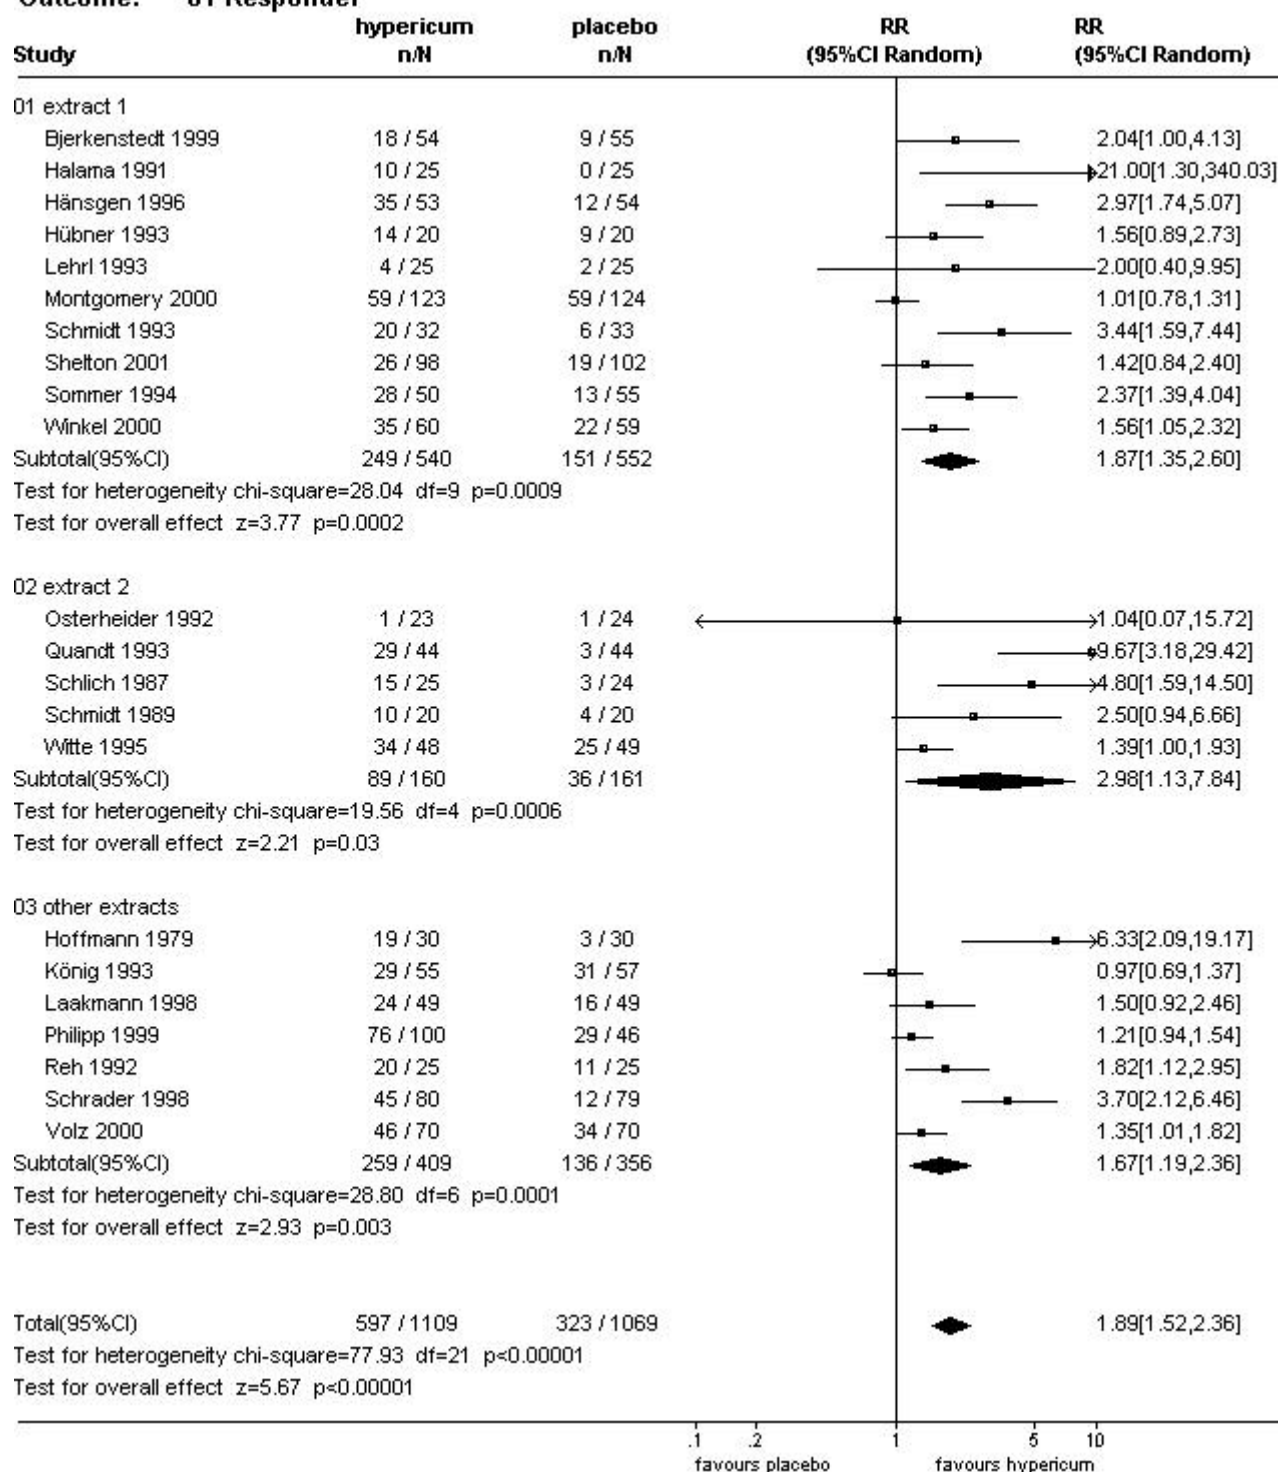 Outcome: 01 Responder
hypericum placebo RR RR
Study n/N n/N (95%CI Random) (95%CI Random)
01 extract 1
Bjerkenstedt 1999 18 / 54 9 / 55 2.04[1.00,4.13]
Halama 1991 10 / 25 0 / 25 21.00[1.30,340.03]
Hänsgen 1996 35 / 53 12 / 54 2.97[1.74,5.07]
Hübner 1993 14 / 20 9 / 20 1.56[0.89,2.73]
Lehrl 1993 4 / 25 2 / 25 2.00[0.40,9.95]
Montgomery 2000 59 / 123 59 / 124 1.01[0.78,1.31]
Schmidt 1993 20 / 32 6 / 33 3.44[1.59,7.44]
Shelton 2001 26 / 98 19 / 102 1.42[0.84,2.40]
Sommer 1994 28 / 50 13 / 55 2.37[1.39,4.04]
Winkel 2000 35 / 60 22 / 59 1.56[1.05,2.32]
Subtotal(95%CI) 249 / 540 151 / 552 1.87[1.35,2.60]
Test for heterogeneity chi-square=28.04 df=9 p=0.0009
Test for overall effect z=3.77 p=0.0002
02 extract 2
Osterheider 1992 1 / 23 1 / 24 1.04[0.07,15.72]
Quandt 1993 29 / 44 3 / 44 9.67[3.18,29.42]
Schlich 1987 15 / 25 3 / 24 4.80[1.59,14.50]
Schmidt 1989 10 / 20 4 / 20 2.50[0.94,6.66]
Witte 1995 34 / 48 25 / 49 1.39[1.00,1.93]
Subtotal(95%CI) 89 / 160 36 / 161 2.98[1.13,7.84]
Test for heterogeneity chi-square=19.56 df=4 p=0.0006
Test for overall effect z=2.21 p=0.03
03 other extracts
Hoffmann 1979 19 / 30 3 / 30 6.33[2.09,19.17]
König 1993 29 / 55 31 / 57 0.97[0.69,1.37]
Laakmann 1998 24 / 49 16 / 49 1.50[0.92,2.46]
Philipp 1999 76 / 100 29 / 46 1.21[0.94,1.54]
Reh 1992 20 / 25 11 / 25 1.82[1.12,2.95]
Schrader 1998 45 / 80 12 / 79 3.70[2.12,6.46]
Volz 2000 46 / 70 34 / 70 1.35[1.01,1.82]
Subtotal(95%CI) 259 / 409 136 / 356 1.67[1.19,2.36]
Test for heterogeneity chi-square=28.80 df=6 p=0.0001
Test for overall effect z=2.93 p=0.003
Total(95%CI) 597 / 1109 323 / 1069 1.89[1.52,2.36]
Test for heterogeneity chi-square=77.93 df=21 p<0.00001
Test for overall effect z=5.67 p<0.00001
.1 .2 1 5 10
favours placebo favours hypericum